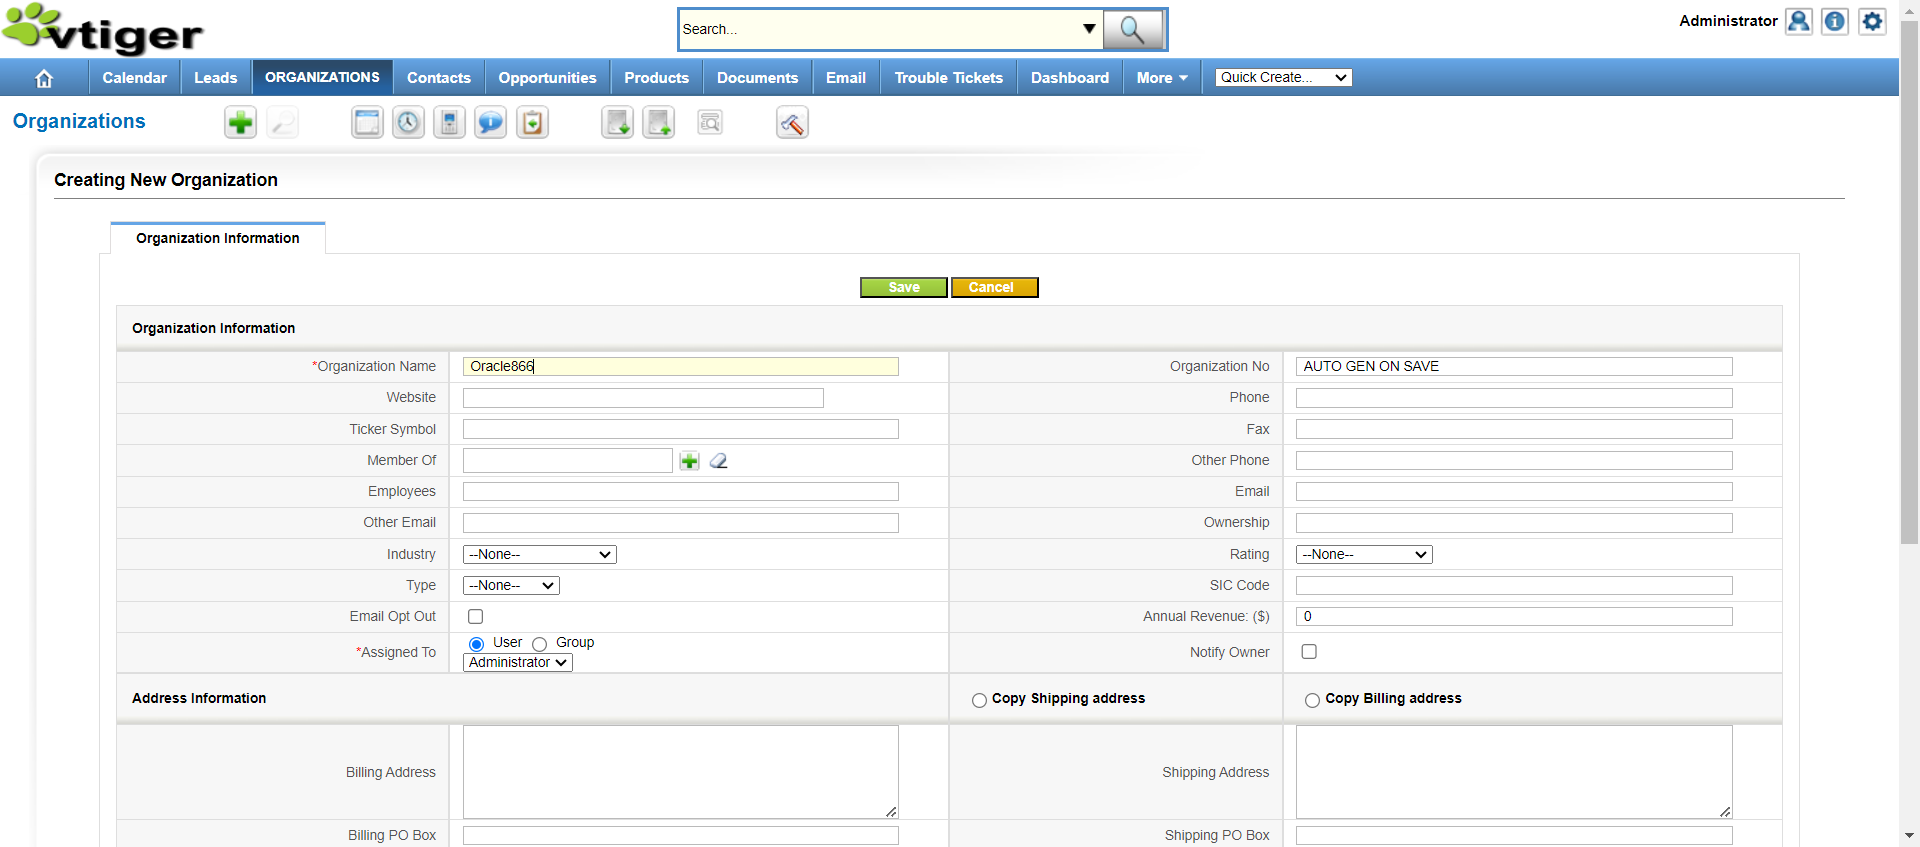 vtiger
Search...
Administrator
Calendar Leads ORGANIZATIONS Contacts Opportunities Products Documents Email Trouble Tickets Dashboard More Quick Create...
Organizations
Creating New Organization
Organization Information
Save Cancel
Organization Information
*Organization Name Oracle866 Organization No AUTO GEN ON SAVE
Website Phone
Ticker Symbol Fax
Member Of Other Phone
Employees Email
Other Email Ownership
Industry --None-- Rating --None--
Type --None-- SIC Code
Email Opt Out Annual Revenue: ($) 0
*Assigned To User Group Notify Owner
Administrator
Address Information Copy Shipping address Copy Billing address
Billing Address Shipping Address
Billing PO Box Shipping PO Box